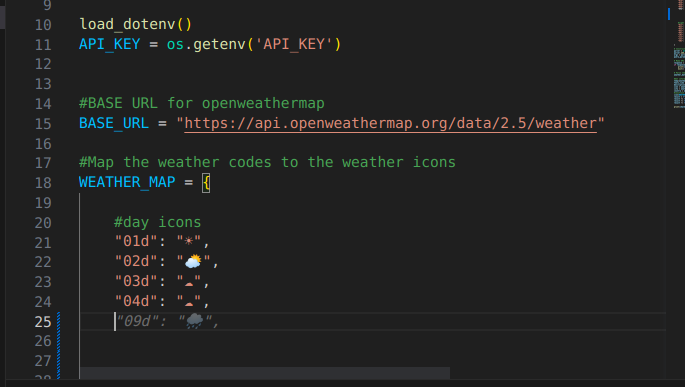 9
10 load_dotenv()
11 API_KEY = os.getenv('API_KEY')
12
13
14 #BASE URL for openweathermap
15 BASE_URL = "https://api.openweathermap.org/data/2.5/weather"
16
17 #Map the weather codes to the weather icons
18 WEATHER_MAP = {
19
20 #day icons
21 "01d": "☀",
22 "02d": "🌤️",
23 "03d": "☁",
24 "04d": "☁",
25 "09d": "🌧️",
26
27
28